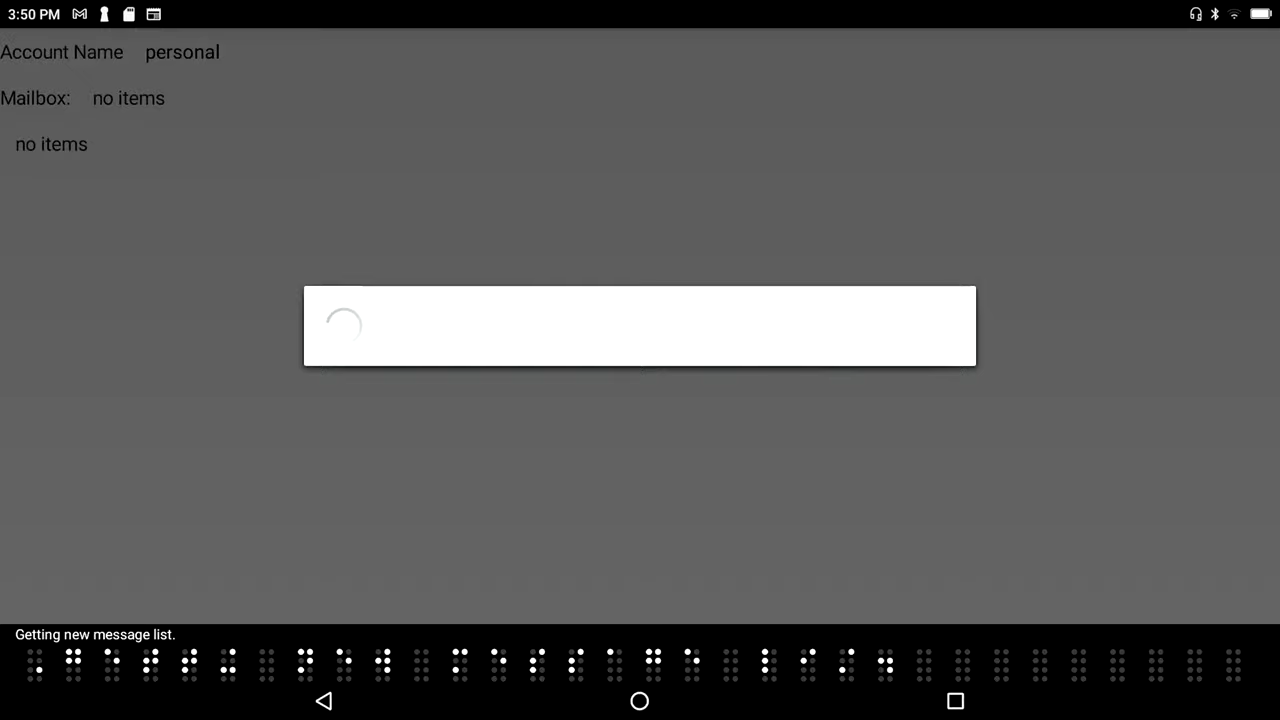 3:50 PM
Account Name personal
Mailbox: no items
no items
Getting new message list.